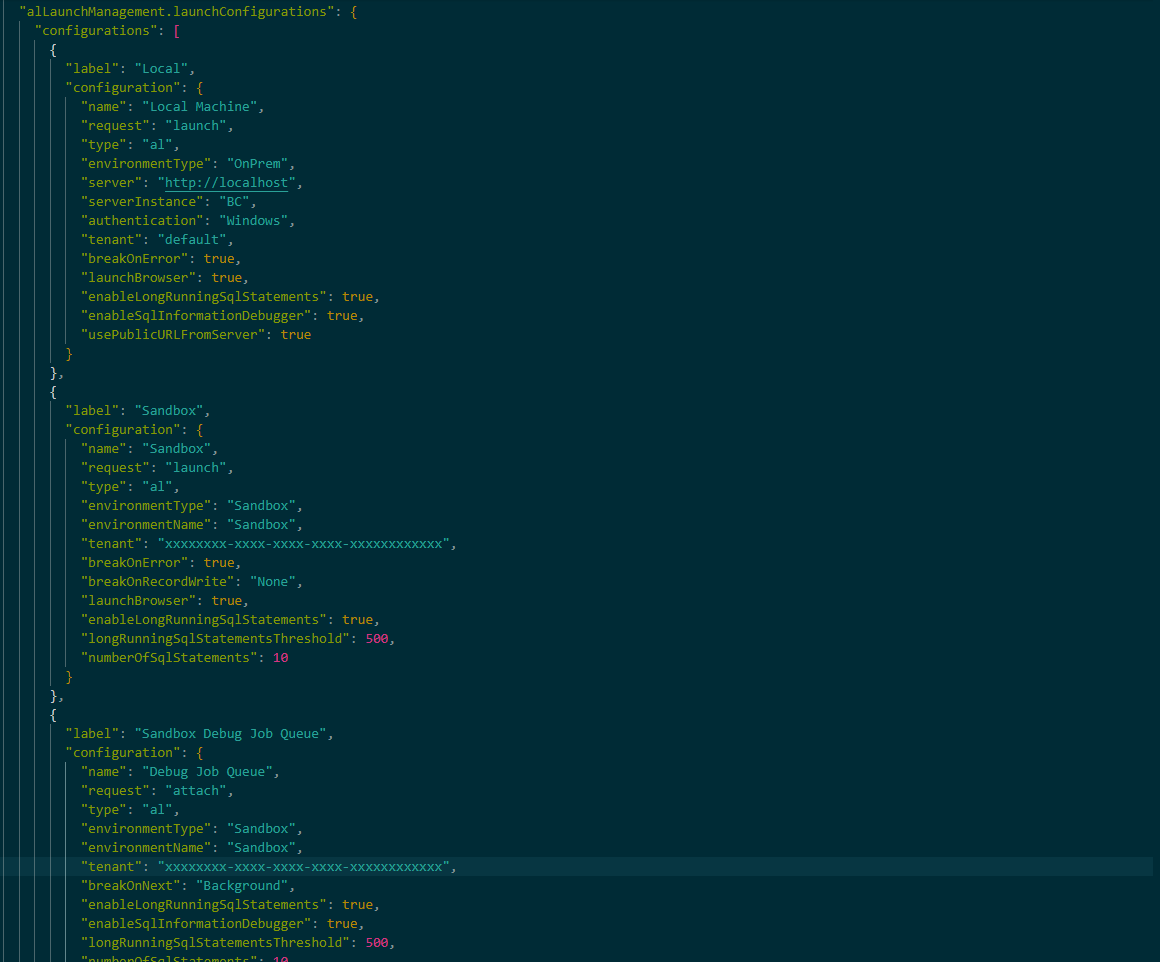 "alLaunchManagement.launchConfigurations": {
"configurations": [
{
"label": "Local",
"configuration": {
"name": "Local Machine",
"request": "launch",
"type": "al",
"environmentType": "OnPrem",
"server": "http://localhost",
"serverInstance": "BC",
"authentication": "Windows",
"tenant": "default",
"breakOnError": true,
"launchBrowser": true,
"enableLongRunningSqlStatements": true,
"enableSqlInformationDebugger": true,
"usePublicURLFromServer": true
}
},
{
"label": "Sandbox",
"configuration": {
"name": "Sandbox",
"request": "launch",
"type": "al",
"environmentType": "Sandbox",
"environmentName": "Sandbox",
"tenant": "xxxxxxxx-xxxx-xxxx-xxxx-xxxxxxxxxxxx",
"breakOnError": true,
"breakOnRecordWrite": "None",
"launchBrowser": true,
"enableLongRunningSqlStatements": true,
"longRunningSqlStatementsThreshold": 500,
"numberOfSqlStatements": 10
}
},
{
"label": "Sandbox Debug Job Queue",
"configuration": {
"name": "Debug Job Queue",
"request": "attach",
"type": "al",
"environmentType": "Sandbox",
"environmentName": "Sandbox",
"tenant": "xxxxxxxx-xxxx-xxxx-xxxx-xxxxxxxxxxxx",
"breakOnNext": "Background",
"enableLongRunningSqlStatements": true,
"enableSqlInformationDebugger": true,
"longRunningSqlStatementsThreshold": 500,
"numberOfSqlStatements": 10